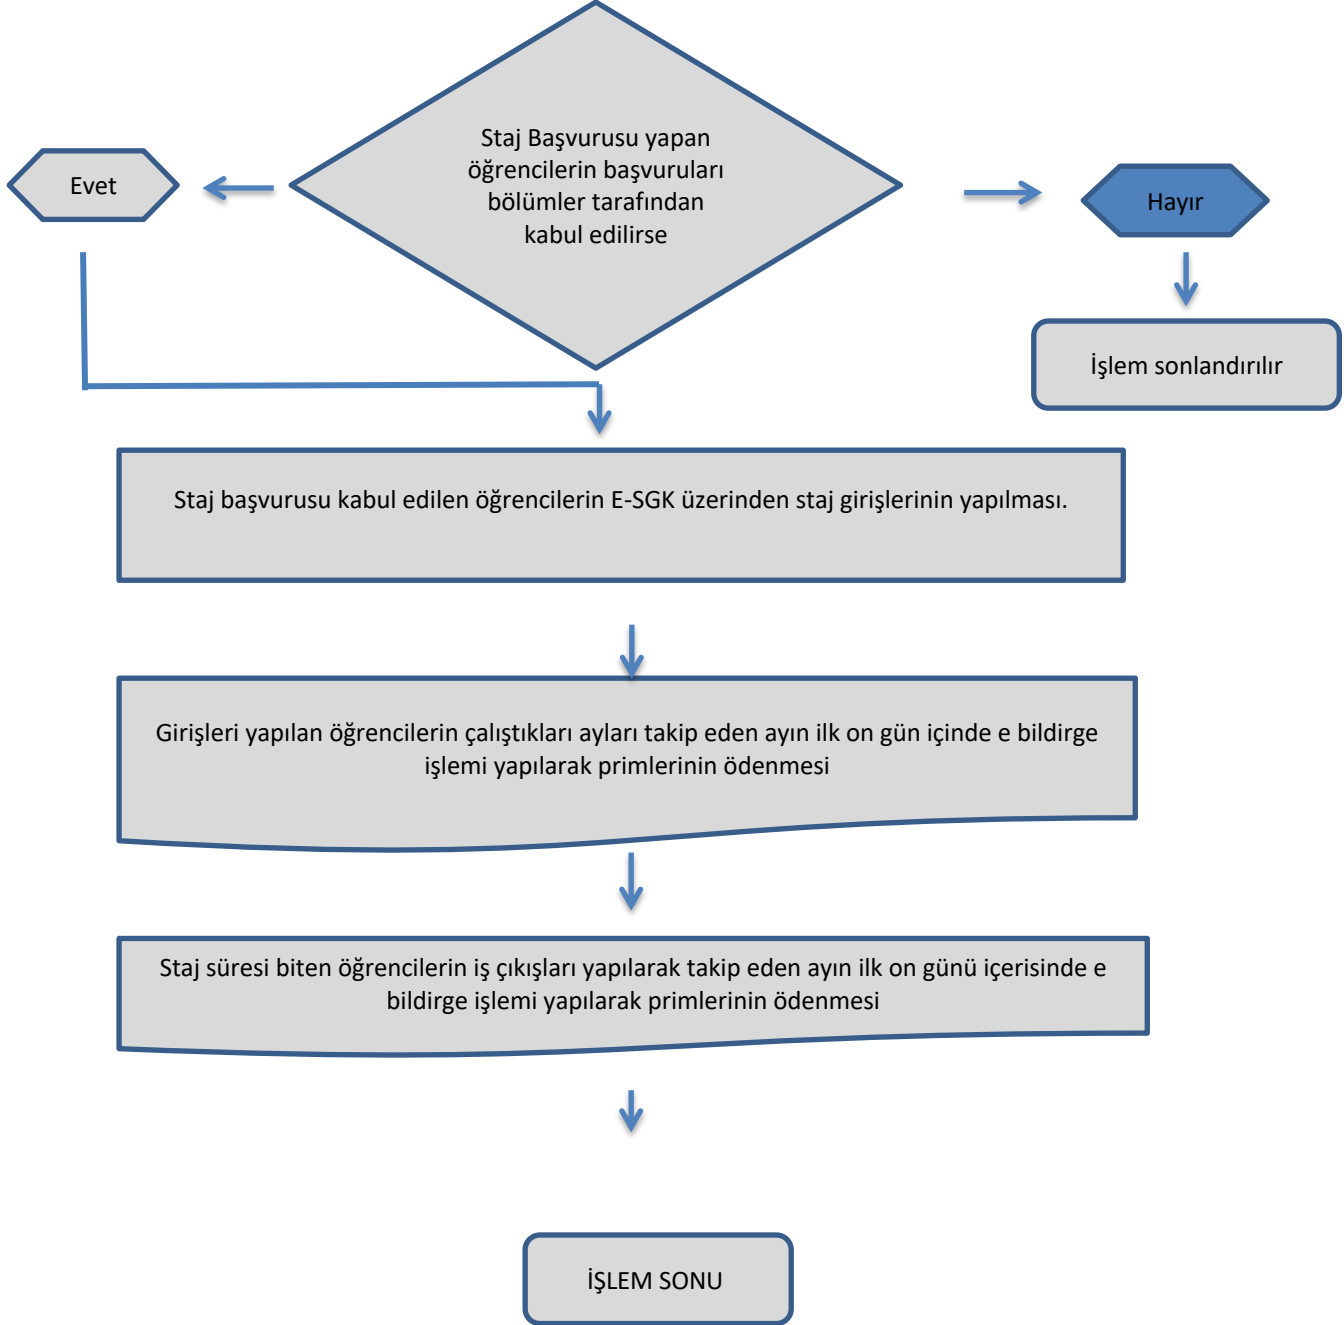 Staj Başvurusu yapan
öğrencilerin başvuruları
bölümler tarafından
kabul edilirse
Evet
Hayır
İşlem sonlandırılır
Staj başvurusu kabul edilen öğrencilerin E-SGK üzerinden staj girişlerinin yapılması.
Girişleri yapılan öğrencilerin çalıştıkları ayları takip eden ayın ilk on gün içinde e bildirge
işlemi yapılarak primlerinin ödenmesi
Staj süresi biten öğrencilerin iş çıkışları yapılarak takip eden ayın ilk on günü içerisinde e
bildirge işlemi yapılarak primlerinin ödenmesi
İŞLEM SONU